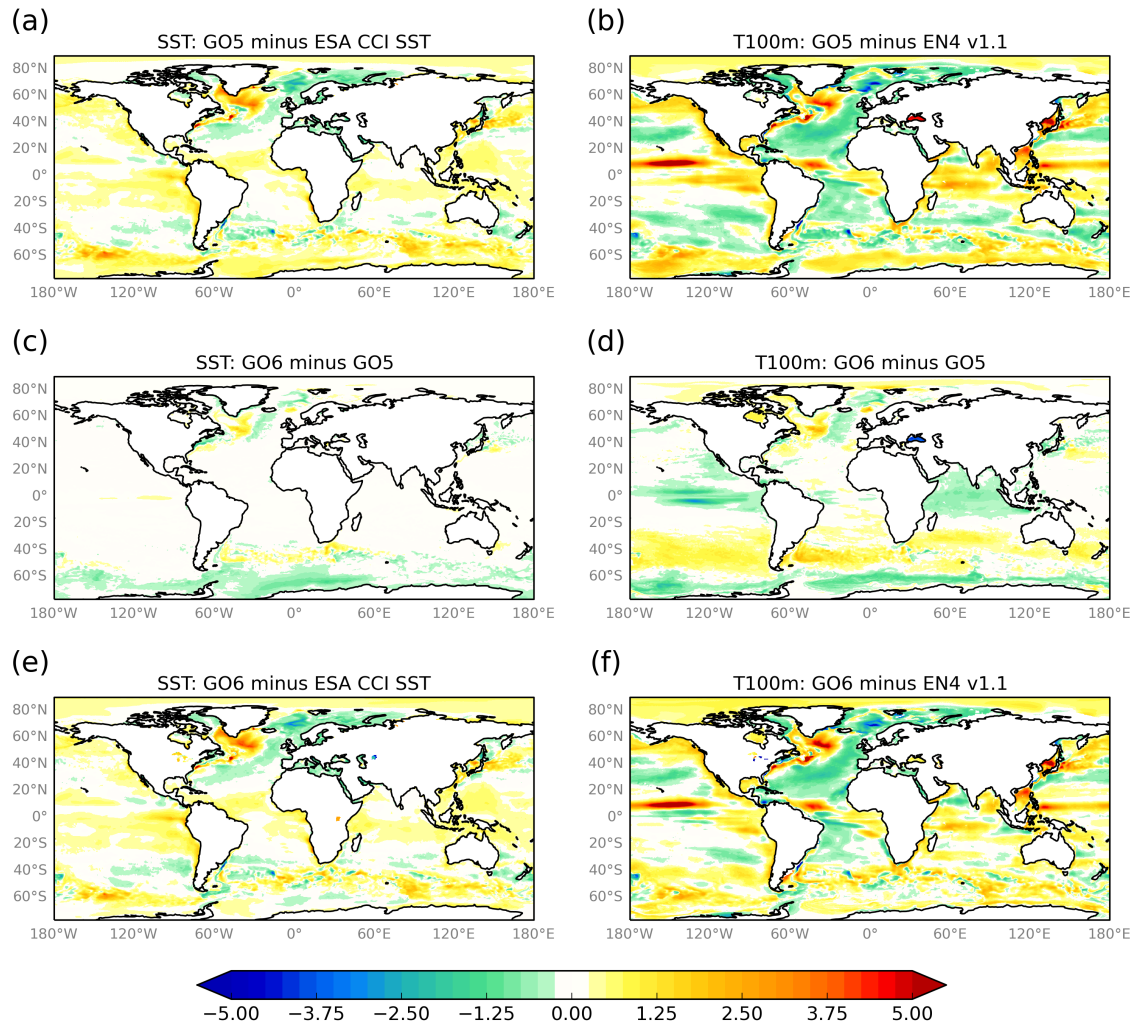 (a)
SST: GO5 minus ESA CCI SST
80°N
60°N
40°N
20°N
0°
20°S
40°S
60°S
180°W 120°W 60°W 0° 60°E 120°E 180°E
(b)
T100m: GO5 minus EN4 v1.1
80°N
60°N
40°N
20°N
0°
20°S
40°S
60°S
180°W 120°W 60°W 0° 60°E 120°E 180°E
(c)
SST: GO6 minus GO5
80°N
60°N
40°N
20°N
0°
20°S
40°S
60°S
180°W 120°W 60°W 0° 60°E 120°E 180°E
(d)
T100m: GO6 minus GO5
80°N
60°N
40°N
20°N
0°
20°S
40°S
60°S
180°W 120°W 60°W 0° 60°E 120°E 180°E
(e)
SST: GO6 minus ESA CCI SST
80°N
60°N
40°N
20°N
0°
20°S
40°S
60°S
180°W 120°W 60°W 0° 60°E 120°E 180°E
(f)
T100m: GO6 minus EN4 v1.1
80°N
60°N
40°N
20°N
0°
20°S
40°S
60°S
180°W 120°W 60°W 0° 60°E 120°E 180°E
−5.00 −3.75 −2.50 −1.25 0.00 1.25 2.50 3.75 5.00